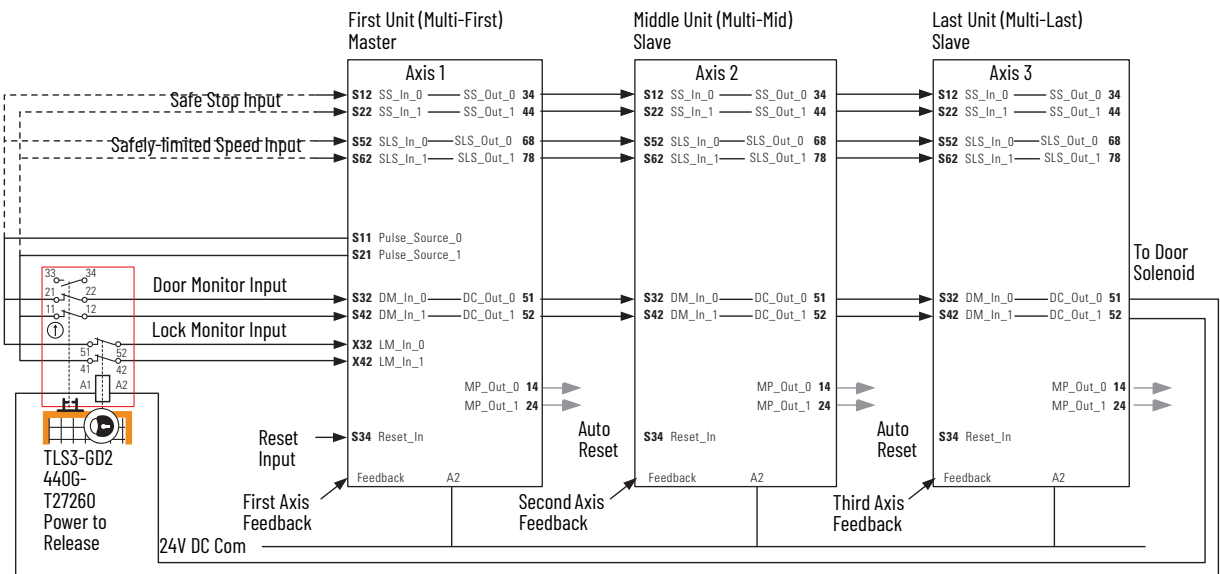 First Unit (Multi-First)
Master
Middle Unit (Multi-Mid)
Slave
Last Unit (Multi-Last)
Slave
Axis 1
Axis 2
Axis 3
Safe Stop Input
S12 SS_In_0 SS_Out_0 34
S22 SS_In_1 SS_Out_1 44
S12 SS_In_0 SS_Out_0 34
S22 SS_In_1 SS_Out_1 44
S12 SS_In_0 SS_Out_0 34
S22 SS_In_1 SS_Out_1 44
Safely-limited Speed Input
S52 SLS_In_0 SLS_Out_0 68
S62 SLS_In_1 SLS_Out_1 78
S52 SLS_In_0 SLS_Out_0 68
S62 SLS_In_1 SLS_Out_1 78
S52 SLS_In_0 SLS_Out_0 68
S62 SLS_In_1 SLS_Out_1 78
S11 Pulse_Source_0
S21 Pulse_Source_1
To Door
Solenoid
33 34
21 22
11 12
51 52
41 42
A1 A2
Door Monitor Input
S32 DM_In_0 DC_Out_0 51
S42 DM_In_1 DC_Out_1 52
S32 DM_In_0 DC_Out_0 51
S42 DM_In_1 DC_Out_1 52
S32 DM_In_0 DC_Out_0 51
S42 DM_In_1 DC_Out_1 52
Lock Monitor Input
X32 LM_In_0
X42 LM_In_1
MP_Out_0 14
MP_Out_1 24
MP_Out_0 14
MP_Out_1 24
MP_Out_0 14
MP_Out_1 24
Reset
Input
S34 Reset_In
Auto
Reset
S34 Reset_In
Auto
Reset
S34 Reset_In
TLS3-GD2
440G-
T27260
Power to
Release
Feedback A2
Feedback A2
Feedback A2
First Axis
Feedback
Second Axis
Feedback
Third Axis
Feedback
24V DC Com